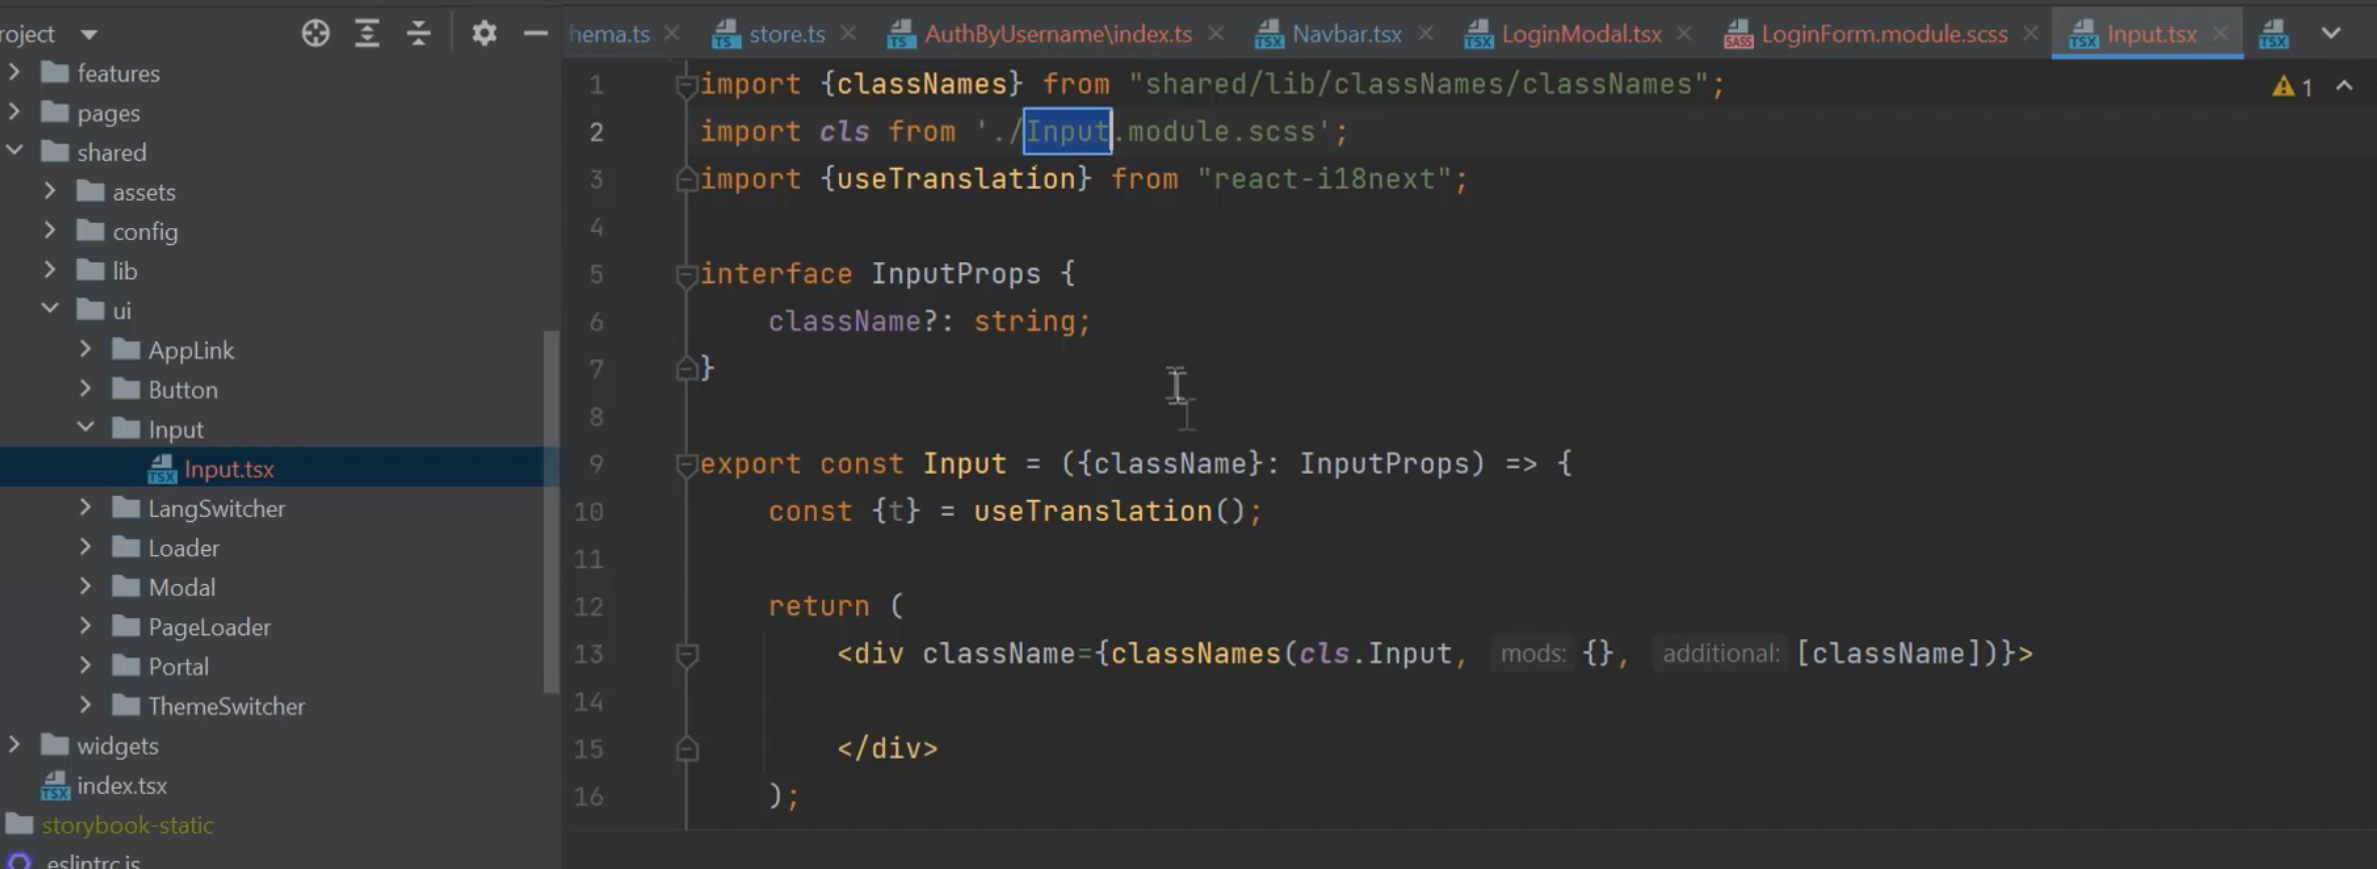 roject
hema.ts
store.ts
AuthByUsername\index.ts
Navbar.tsx
LoginModal.tsx
LoginForm.module.scss
Input.tsx
features
pages
shared
assets
config
lib
ui
AppLink
Button
Input
Input.tsx
LangSwitcher
Loader
Modal
PageLoader
Portal
ThemeSwitcher
widgets
index.tsx
storybook-static
.eslintrc.js
1 import {classNames} from "shared/lib/classNames/classNames";
1
2 import cls from './Input.module.scss';
3 import {useTranslation} from "react-i18next";
4
5 interface InputProps {
6 className?: string;
7 }
8
9 export const Input = ({className}: InputProps) => {
10 const {t} = useTranslation();
11
12 return (
13 <div className={classNames(cls.Input, mods: {}, additional: [className])}>
14
15 </div>
16 );